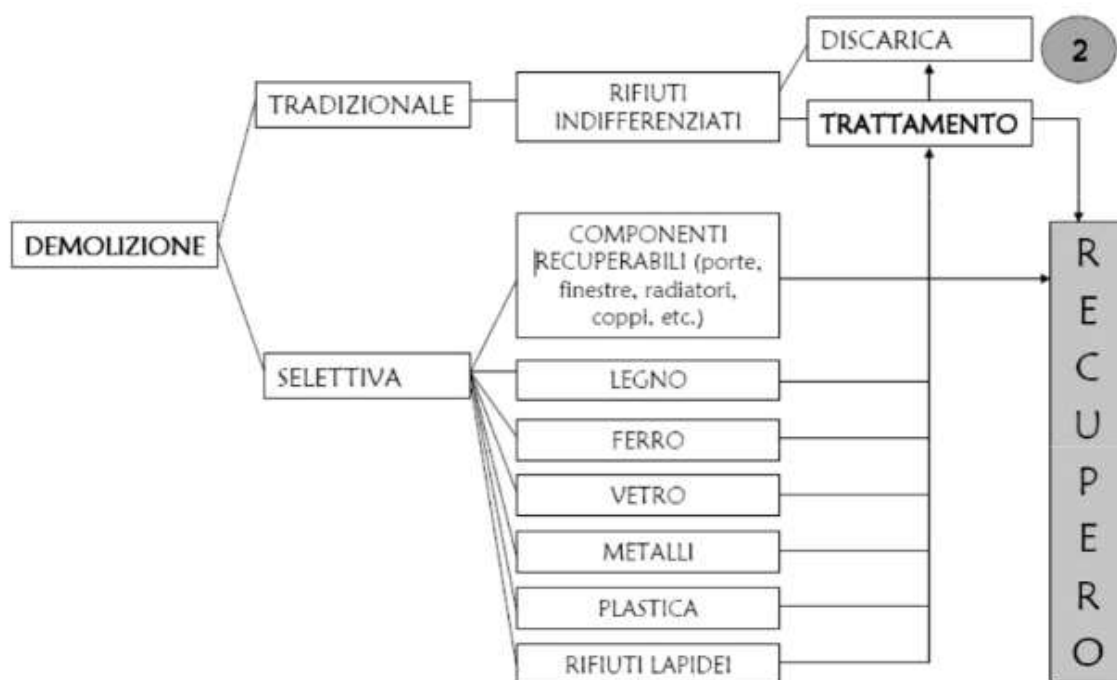 DISCARICA
2
TRADIZIONALE
RIFIUTI
INDIFFERENZIATI
TRATTAMENTO
DEMOLIZIONE
COMPONENTI
RECUPERABILI (porte,
finestre, radiatori,
coppi, etc.)
SELETTIVA
LEGNO
FERRO
VETRO
METALLI
PLASTICA
RIFIUTI LAPIDEI
R
E
C
U
P
E
R
O